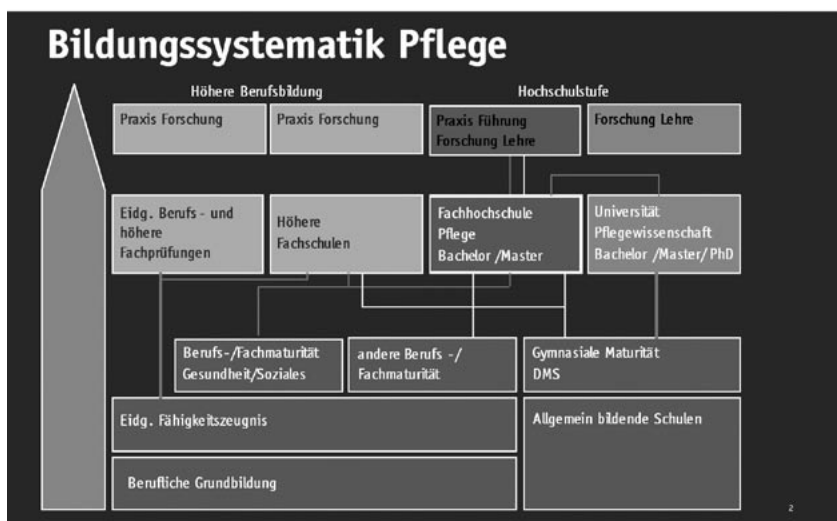 Bildungssystematik Pflege
Höhere Berufsbildung
Hochschulstufe
Praxis Forschung
Praxis Forschung
Praxis Führung
Forschung Lehre
Forschung Lehre
Eidg. Berufs- und
höhere
Fachprüfungen
Höhere
Fachschulen
Fachhochschule
Pflege
Bachelor /Master
Universität
Pflegewissenschaft
Bachelor /Master/ PhD
Berufs-/Fachmaturität
Gesundheit/Soziales
andere Berufs -/
Fachmaturität
Gymnasiale Maturität
DMS
Eidg. Fähigkeitszeugnis
Allgemein bildende Schulen
Berufliche Grundbildung
2